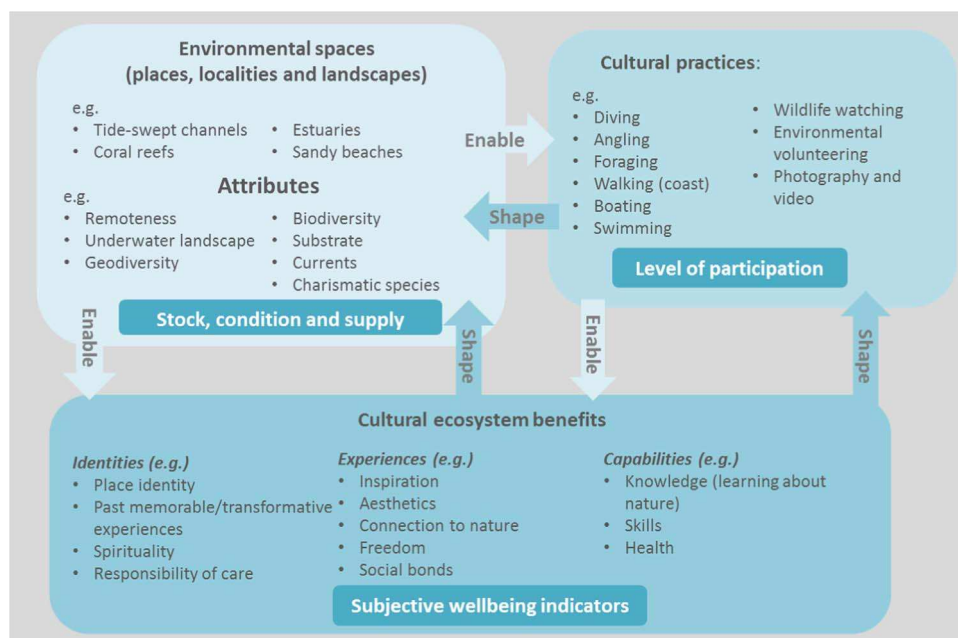 Environmental spaces
(places, localities and landscapes)
e.g.
• Tide-swept channels
• Coral reefs
• Estuaries
• Sandy beaches
Attributes
e.g.
• Remoteness
• Underwater landscape
• Geodiversity
• Biodiversity
• Substrate
• Currents
• Charismatic species
Stock, condition and supply
Enable
Shape
Cultural practices:
e.g.
• Diving
• Angling
• Foraging
• Walking (coast)
• Boating
• Swimming
• Wildlife watching
• Environmental
volunteering
• Photography and
video
Level of participation
Enable
Shape
Enable
Shape
Cultural ecosystem benefits
Identities (e.g.)
• Place identity
• Past memorable/transformative
experiences
• Spirituality
• Responsibility of care
Experiences (e.g.)
• Inspiration
• Aesthetics
• Connection to nature
• Freedom
• Social bonds
Capabilities (e.g.)
• Knowledge (learning about
nature)
• Skills
• Health
Subjective wellbeing indicators